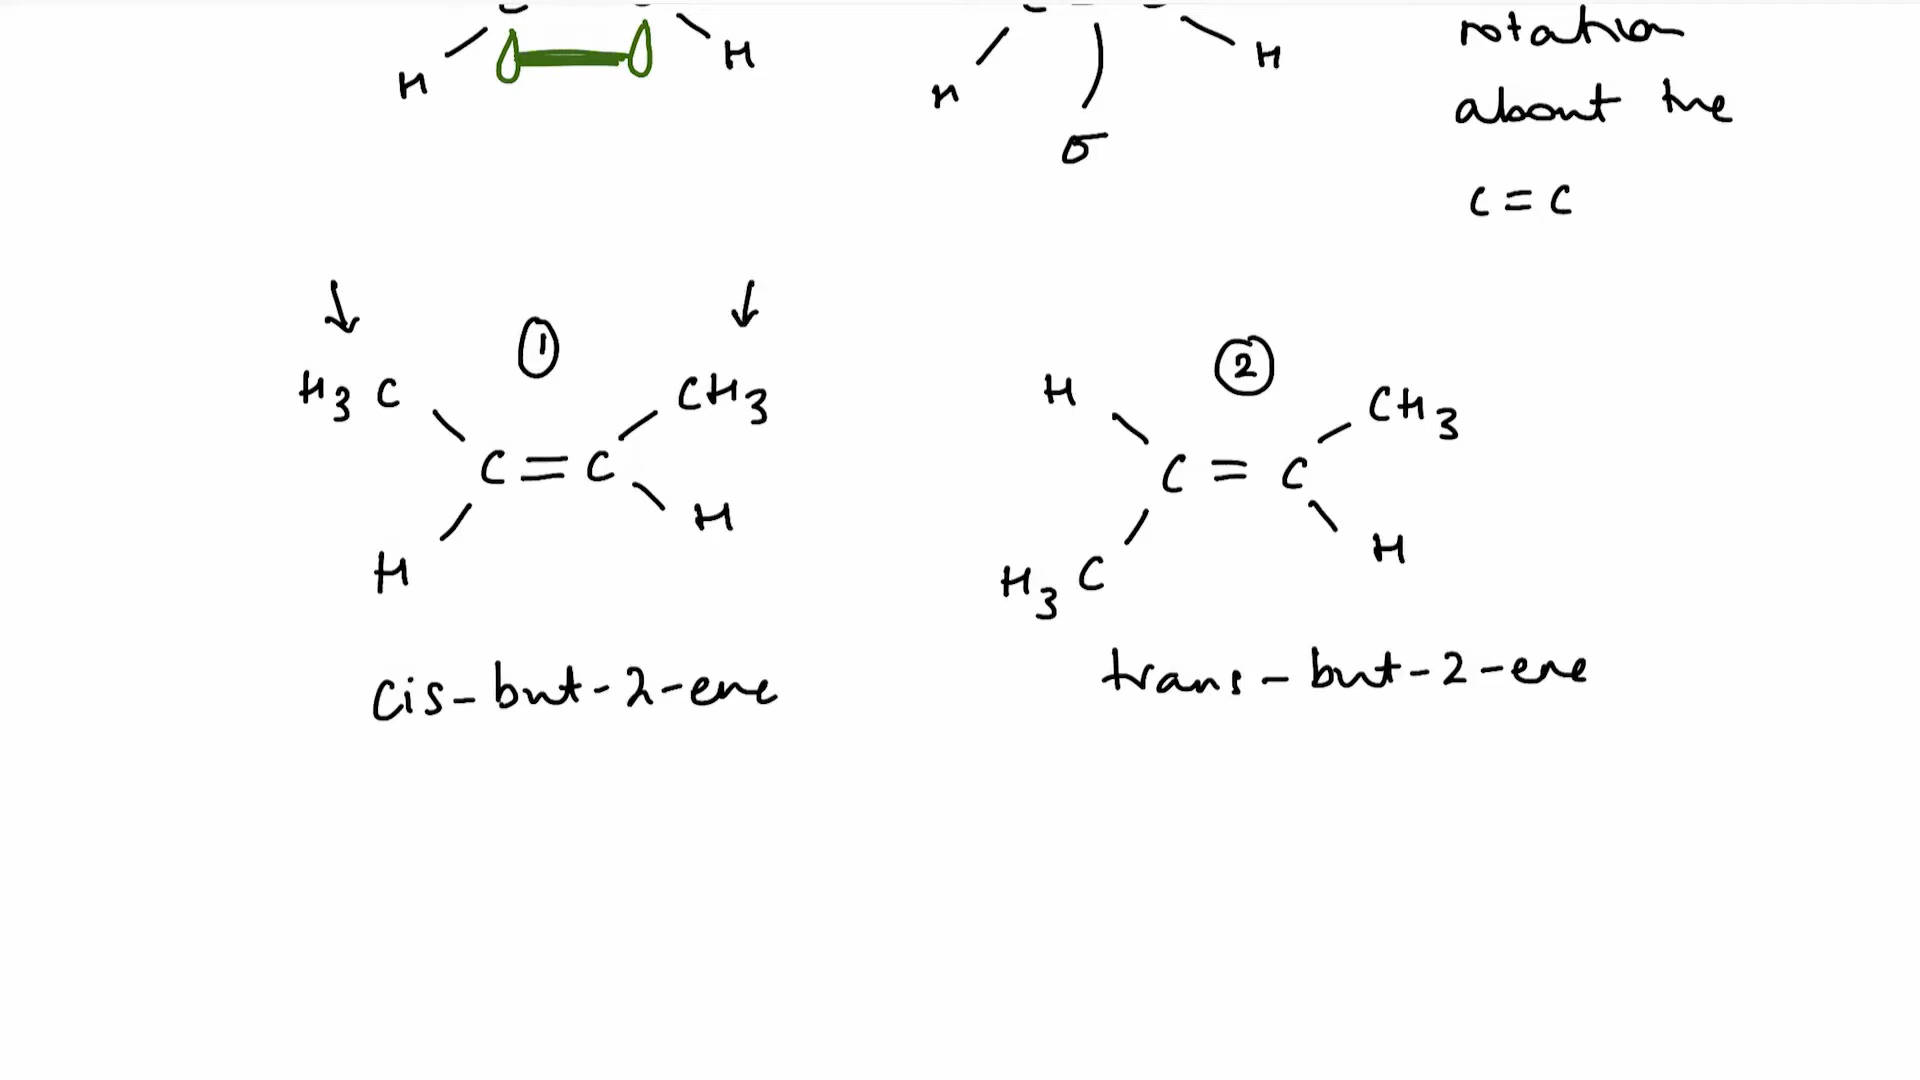 H H
H H
σ
rotation
about the
C = C
↓ ↓
① ②
H3C CH3
C = C
H H
H CH3
C = C
H3C H
cis-but-2-ene
trans-but-2-ene